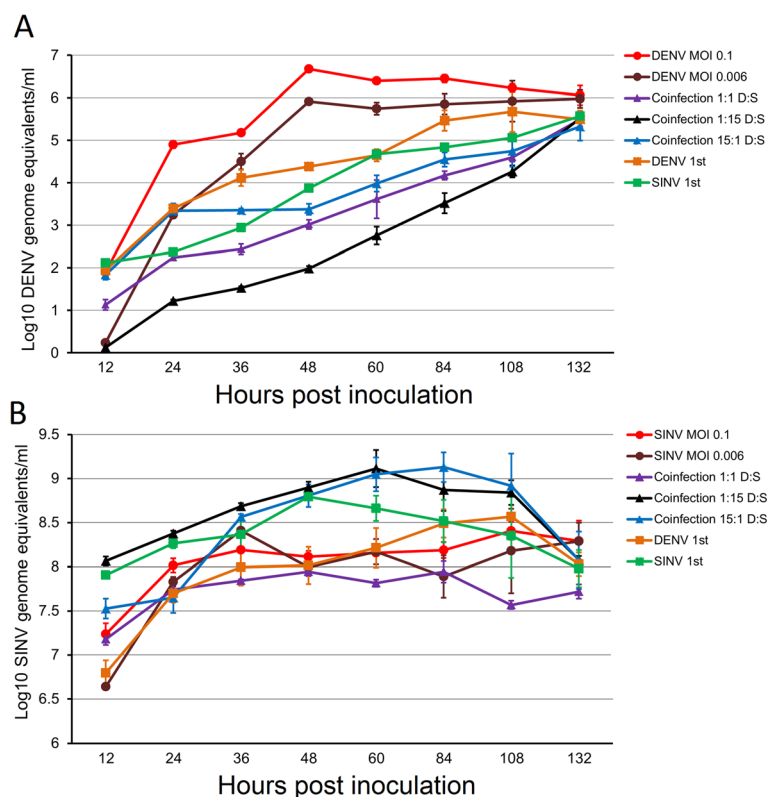 A
Log10 DENV genome equivalents/ml
7
6
5
4
3
2
1
0
12 24 36 48 60 84 108 132
Hours post inoculation
DENV MOI 0.1
DENV MOI 0.006
Coinfection 1:1 D:S
Coinfection 1:15 D:S
Coinfection 15:1 D:S
DENV 1st
SINV 1st
B
Log10 SINV genome equivalents/ml
9.5
9
8.5
8
7.5
7
6.5
6
12 24 36 48 60 84 108 132
Hours post inoculation
SINV MOI 0.1
SINV MOI 0.006
Coinfection 1:1 D:S
Coinfection 1:15 D:S
Coinfection 15:1 D:S
DENV 1st
SINV 1st